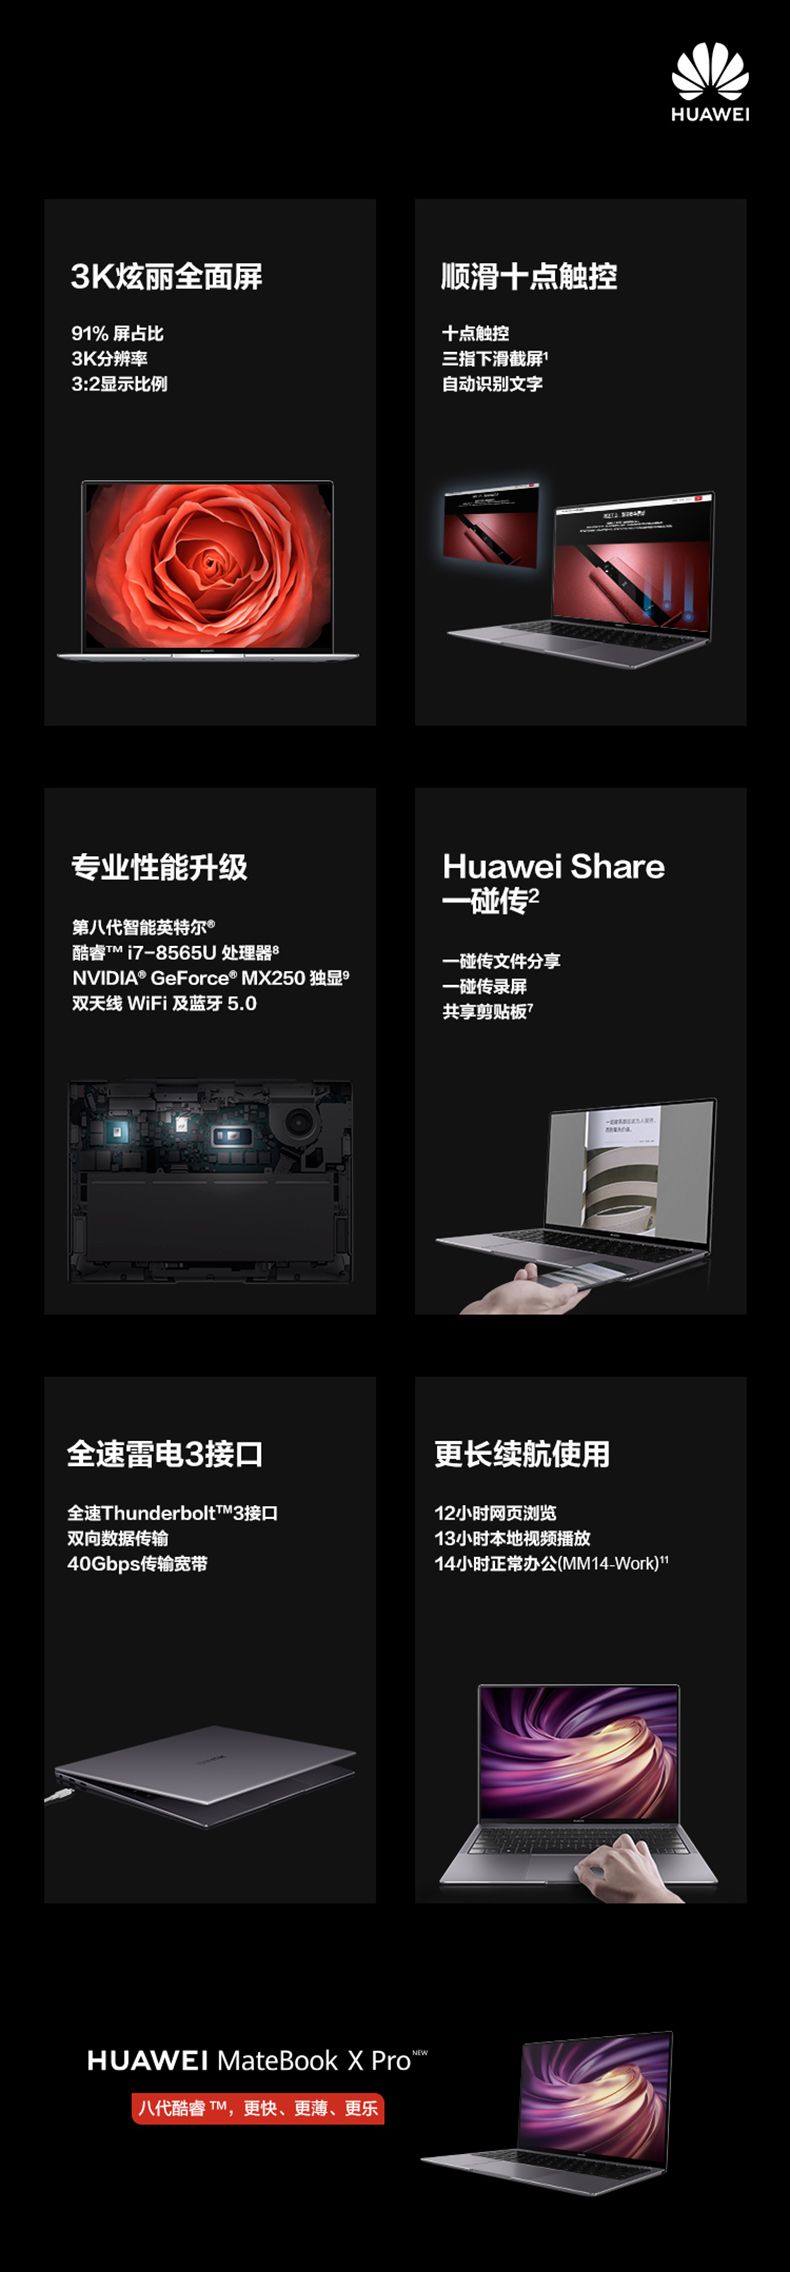 HUAWEI
3K炫丽全面屏
91% 屏占比
3K分辨率
3:2显示比例
顺滑十点触控
十点触控
三指下滑截屏¹
自动识别文字
专业性能升级
第八代智能英特尔®
酷睿™ i7-8565U 处理器⁸
NVIDIA® GeForce® MX250 独显⁹
双天线 WiFi 及蓝牙 5.0
Huawei Share
一碰传²
一碰传文件分享
一碰传录屏
共享剪贴板⁷
全速雷电3接口
全速Thunderbolt™3接口
双向数据传输
40Gbps传输宽带
更长续航使用
12小时网页浏览
13小时本地视频播放
14小时正常办公(MM14-Work)¹¹
HUAWEI MateBook X Pro NEW
八代酷睿 ™，更快、更薄、更乐